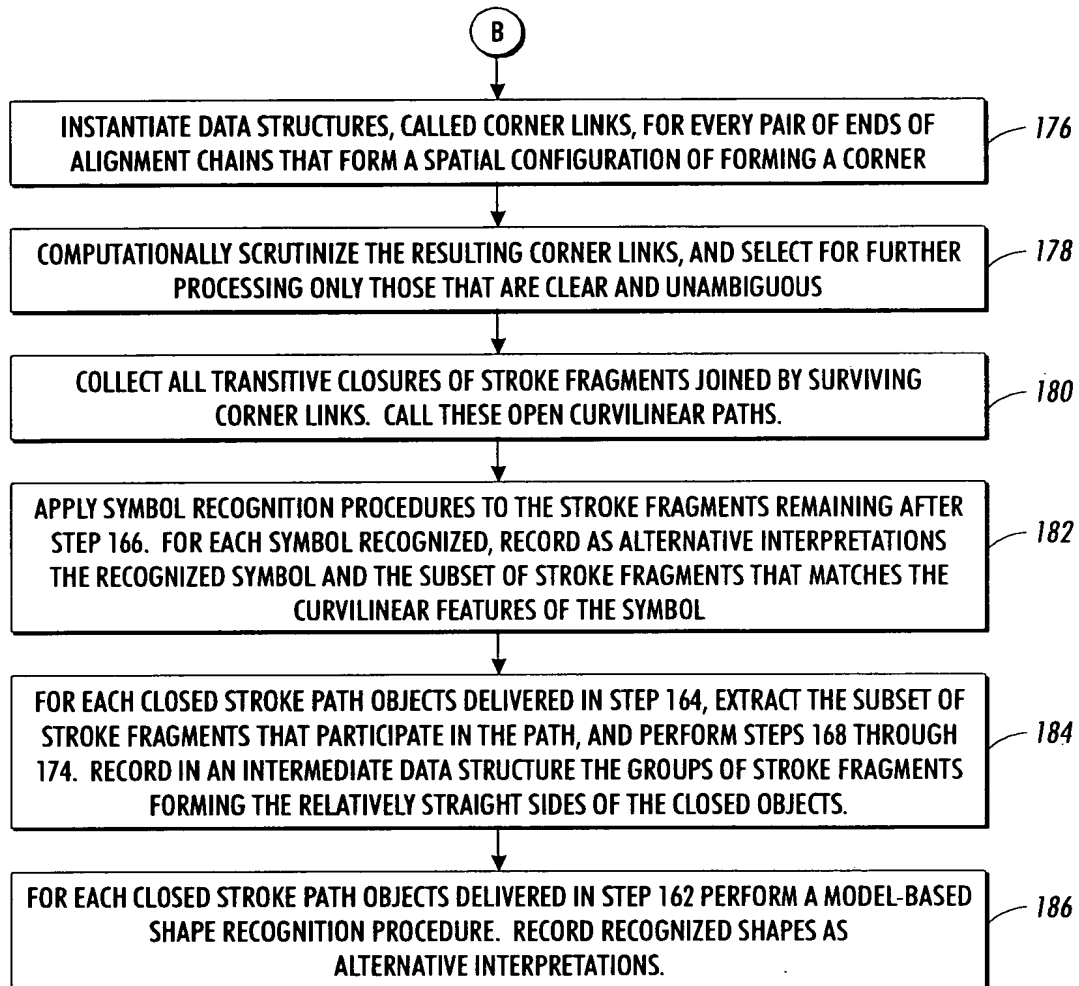 B
INSTANTIATE DATA STRUCTURES, CALLED CORNER LINKS, FOR EVERY PAIR OF ENDS OF
ALIGNMENT CHAINS THAT FORM A SPATIAL CONFIGURATION OF FORMING A CORNER
176
COMPUTATIONALLY SCRUTINIZE THE RESULTING CORNER LINKS, AND SELECT FOR FURTHER
PROCESSING ONLY THOSE THAT ARE CLEAR AND UNAMBIGUOUS
178
COLLECT ALL TRANSITIVE CLOSURES OF STROKE FRAGMENTS JOINED BY SURVIVING
CORNER LINKS. CALL THESE OPEN CURVILINEAR PATHS.
180
APPLY SYMBOL RECOGNITION PROCEDURES TO THE STROKE FRAGMENTS REMAINING AFTER
STEP 166. FOR EACH SYMBOL RECOGNIZED, RECORD AS ALTERNATIVE INTERPRETATIONS
THE RECOGNIZED SYMBOL AND THE SUBSET OF STROKE FRAGMENTS THAT MATCHES THE
CURVILINEAR FEATURES OF THE SYMBOL
182
FOR EACH CLOSED STROKE PATH OBJECTS DELIVERED IN STEP 164, EXTRACT THE SUBSET OF
STROKE FRAGMENTS THAT PARTICIPATE IN THE PATH, AND PERFORM STEPS 168 THROUGH
174. RECORD IN AN INTERMEDIATE DATA STRUCTURE THE GROUPS OF STROKE FRAGMENTS
FORMING THE RELATIVELY STRAIGHT SIDES OF THE CLOSED OBJECTS.
184
FOR EACH CLOSED STROKE PATH OBJECTS DELIVERED IN STEP 162 PERFORM A MODEL-BASED
SHAPE RECOGNITION PROCEDURE. RECORD RECOGNIZED SHAPES AS
ALTERNATIVE INTERPRETATIONS.
186